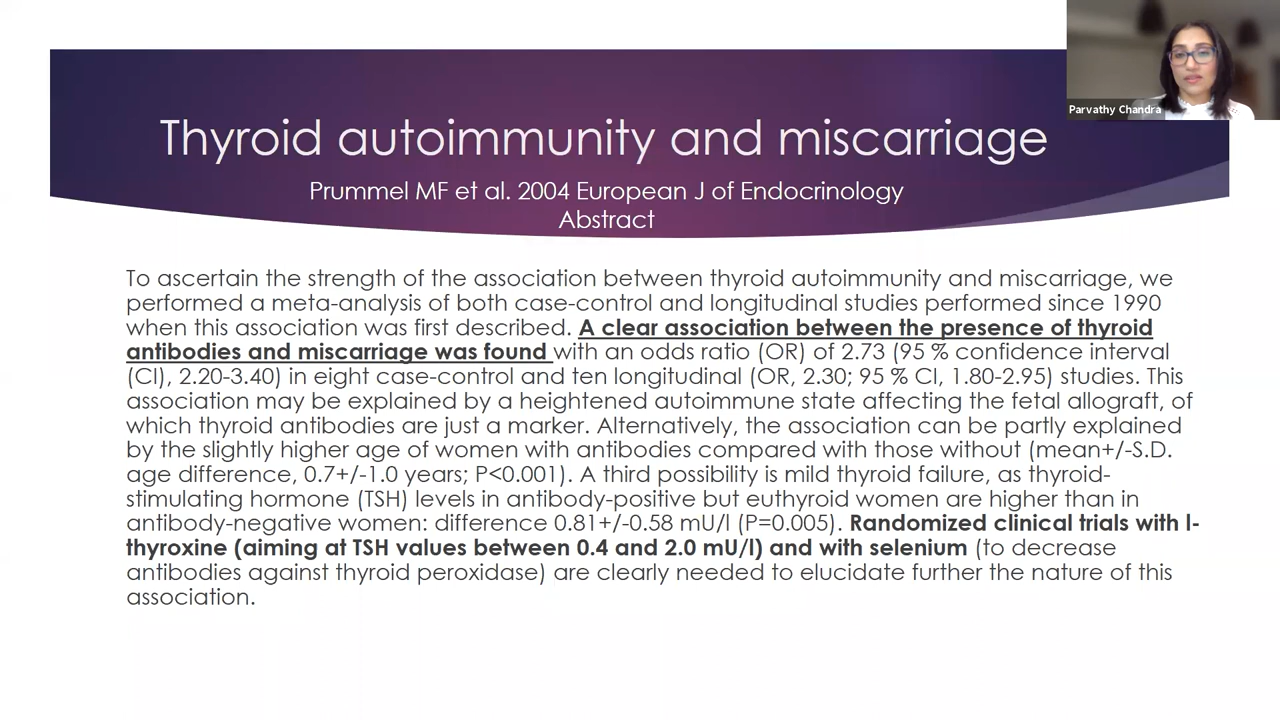 Parvathy Chandra
Thyroid autoimmunity and miscarriage
Prummel MF et al. 2004 European J of Endocrinology
Abstract
To ascertain the strength of the association between thyroid autoimmunity and miscarriage, we
performed a meta-analysis of both case-control and longitudinal studies performed since 1990
when this association was first described. A clear association between the presence of thyroid
antibodies and miscarriage was found with an odds ratio (OR) of 2.73 (95 % confidence interval
(CI), 2.20-3.40) in eight case-control and ten longitudinal (OR, 2.30; 95 % CI, 1.80-2.95) studies. This
association may be explained by a heightened autoimmune state affecting the fetal allograft, of
which thyroid antibodies are just a marker. Alternatively, the association can be partly explained
by the slightly higher age of women with antibodies compared with those without (mean+/-S.D.
age difference, 0.7+/-1.0 years; P<0.001). A third possibility is mild thyroid failure, as thyroid-
stimulating hormone (TSH) levels in antibody-positive but euthyroid women are higher than in
antibody-negative women: difference 0.81+/-0.58 mU/l (P=0.005). Randomized clinical trials with l-
thyroxine (aiming at TSH values between 0.4 and 2.0 mU/l) and with selenium (to decrease
antibodies against thyroid peroxidase) are clearly needed to elucidate further the nature of this
association.